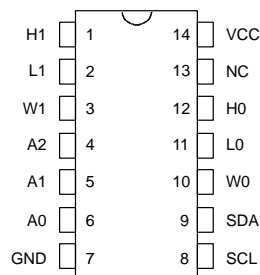 H1 1 14 VCC
L1 2 13 NC
W1 3 12 H0
A2 4 11 L0
A1 5 10 W0
A0 6 9 SDA
GND 7 8 SCL